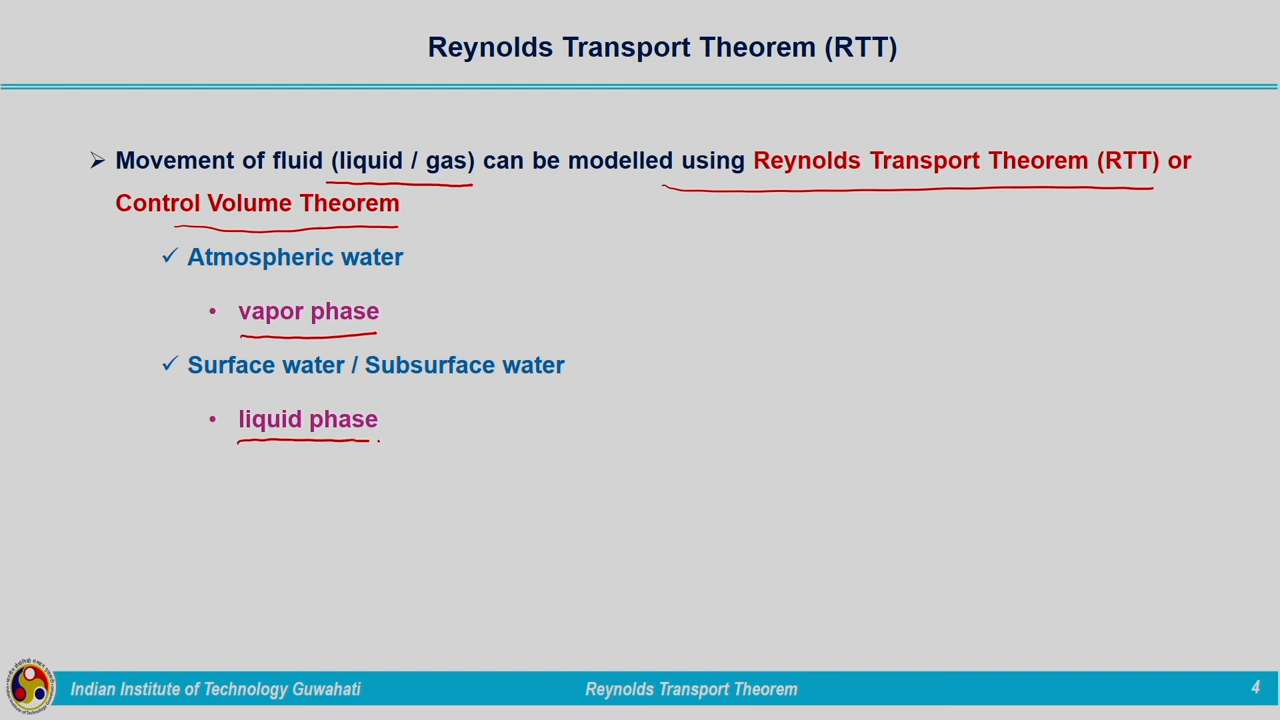 Reynolds Transport Theorem (RTT)
➢ Movement of fluid (liquid / gas) can be modelled using Reynolds Transport Theorem (RTT) or
Control Volume Theorem
✓ Atmospheric water
• vapor phase
✓ Surface water / Subsurface water
• liquid phase
Indian Institute of Technology Guwahati
Reynolds Transport Theorem
4